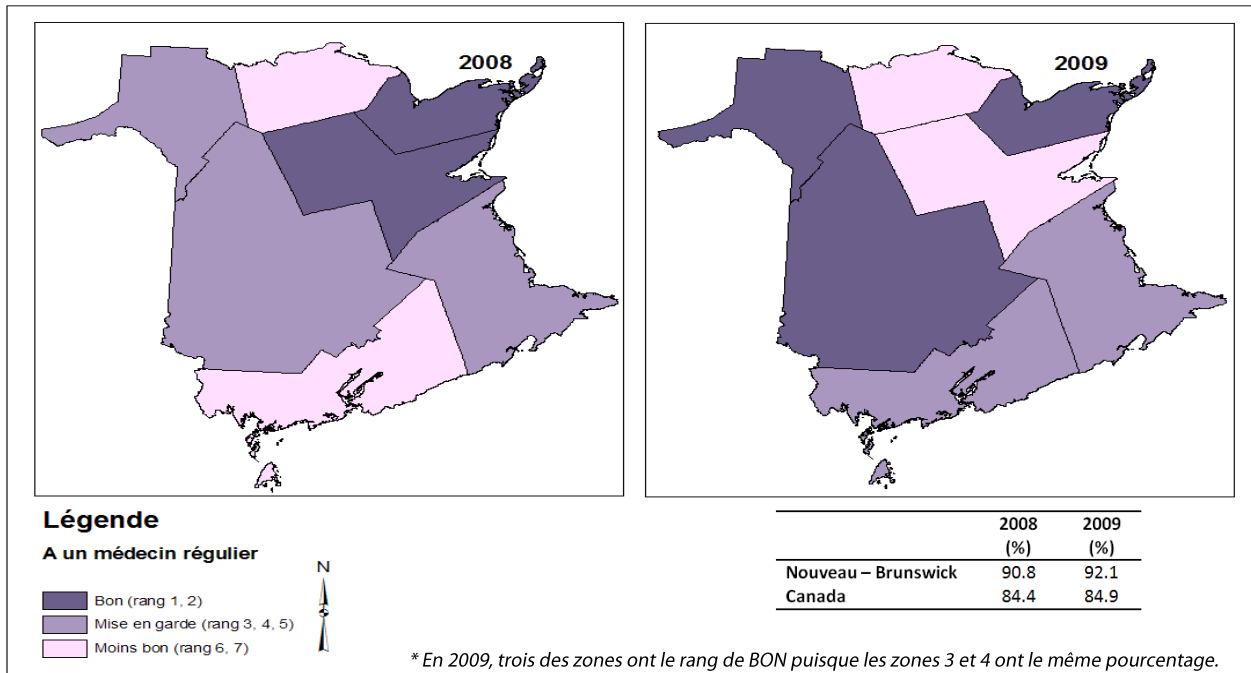 2008
2009
Légende
A un médecin régulier
N
Bon (rang 1, 2)
Mise en garde (rang 3, 4, 5)
Moins bon (rang 6, 7)
2008 2009
(%) (%)
Nouveau – Brunswick 90.8 92.1
Canada 84.4 84.9
* En 2009, trois des zones ont le rang de BON puisque les zones 3 et 4 ont le même pourcentage.